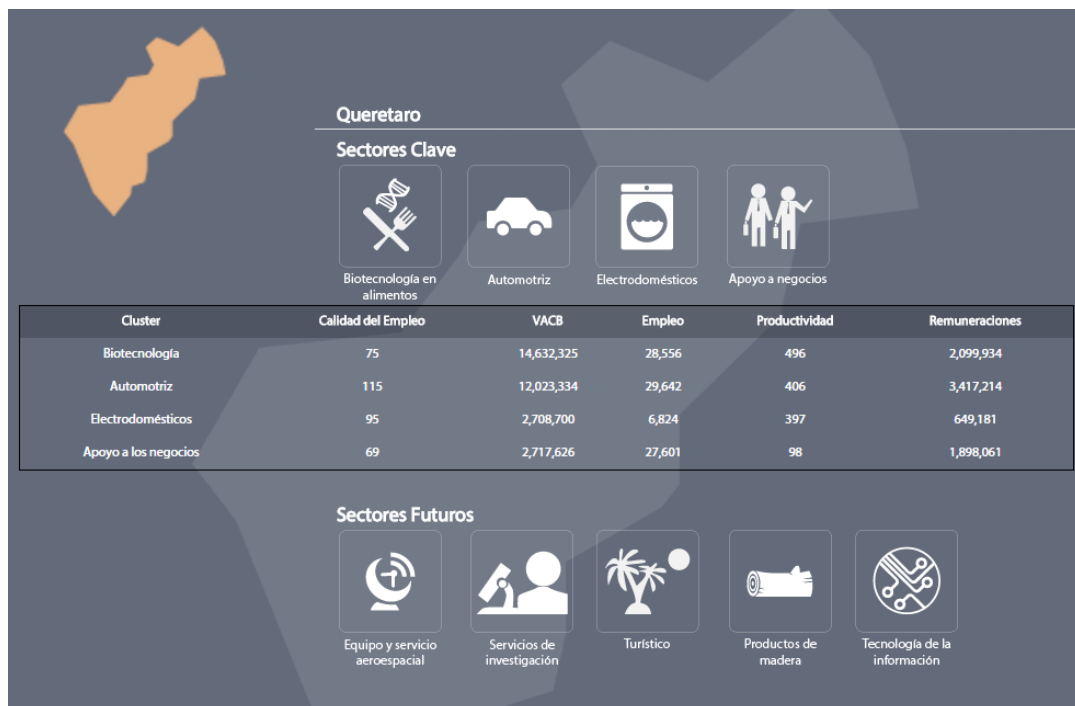 Queretaro
Sectores Clave
Biotecnología en
alimentos
Automotriz
Electrodomésticos
Apoyo a negocios
Cluster Calidad del Empleo VACB Empleo Productividad Remuneraciones
Biotecnología 75 14,632,325 28,556 496 2,099,934
Automotriz 115 12,023,334 29,642 406 3,417,214
Electrodomésticos 95 2,708,700 6,824 397 649,181
Apoyo a los negocios 69 2,717,626 27,601 98 1,898,061
Sectores Futuros
Equipo y servicio
aeroespacial
Servicios de
investigación
Turístico
Productos de
madera
Tecnología de la
información